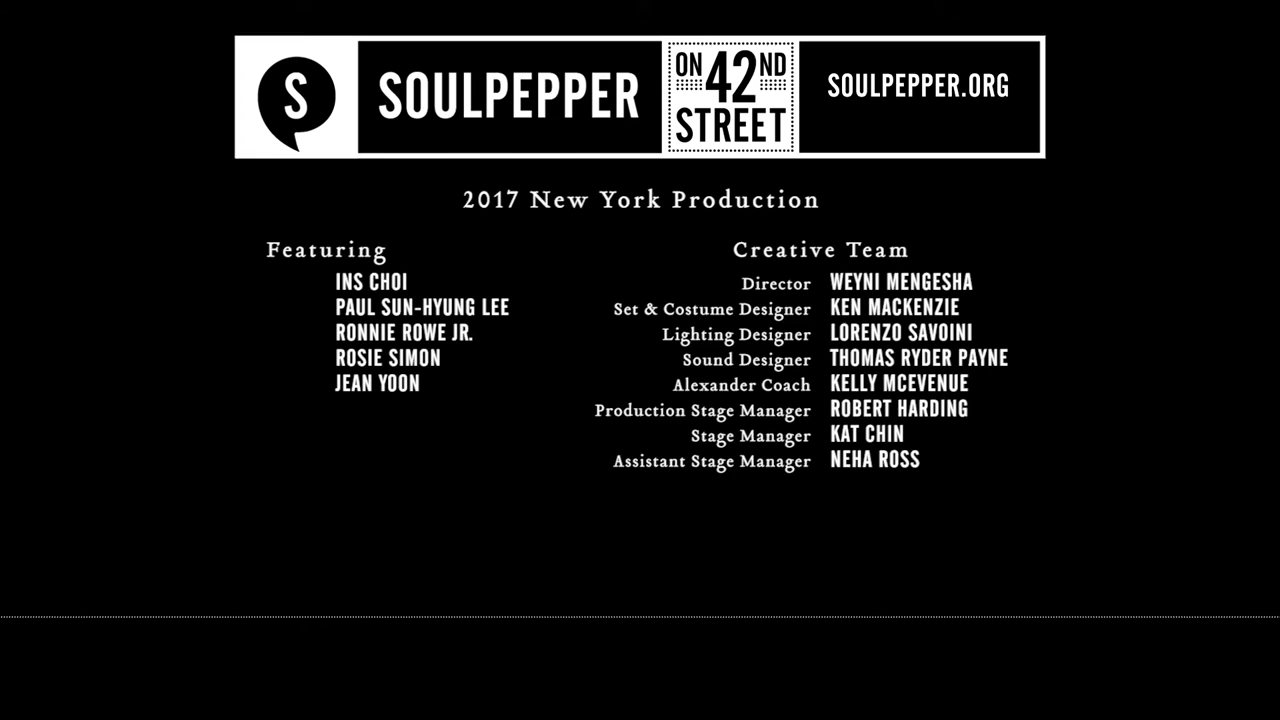 S
SOULPEPPER
ON 42ND
STREET
SOULPEPPER.ORG
2017 New York Production
Featuring
INS CHOI
PAUL SUN-HYUNG LEE
RONNIE ROWE JR.
ROSIE SIMON
JEAN YOON
Creative Team
Director WEYNI MENGESHA
Set & Costume Designer KEN MACKENZIE
Lighting Designer LORENZO SAVOINI
Sound Designer THOMAS RYDER PAYNE
Alexander Coach KELLY MCEVENUE
Production Stage Manager ROBERT HARDING
Stage Manager KAT CHIN
Assistant Stage Manager NEHA ROSS